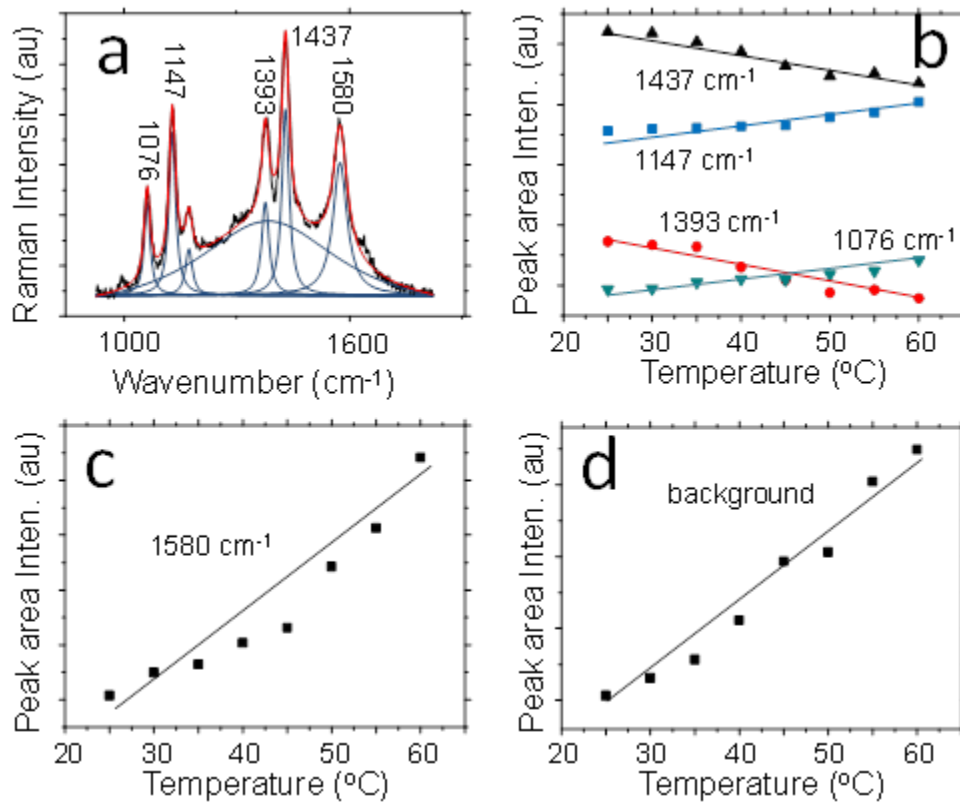 a
Raman Intensity (au)
1076
1147
1393
1437
1580
1000 1600
Wavenumber (cm-1)
b
Peak area Inten. (au)
1437 cm-1
1147 cm-1
1393 cm-1
1076 cm-1
20 30 40 50 60
Temperature (oC)
c
Peak area Inten. (au)
1580 cm-1
20 30 40 50 60
Temperature (oC)
d
Peak area Inten. (au)
background
20 30 40 50 60
Temperature (oC)